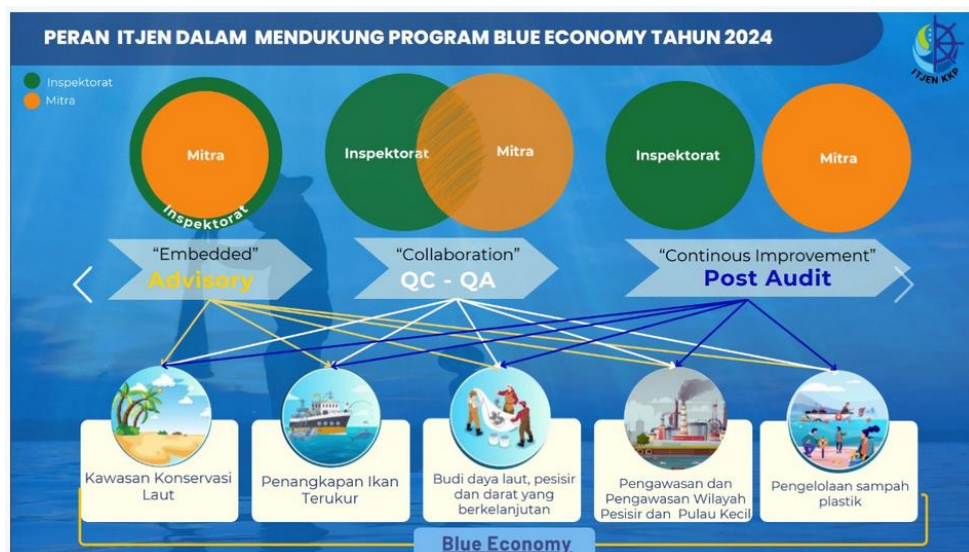 PERAN ITJEN DALAM MENDUKUNG PROGRAM BLUE ECONOMY TAHUN 2024
ITJEN KKP
Inspektorat
Mitra
Mitra
Inspektorat
Inspektorat
Mitra
Inspektorat
Mitra
“Embedded”
Advisory
“Collaboration”
QC - QA
“Continous Improvement”
Post Audit
Kawasan Konservasi
Laut
Penangkapan Ikan
Terukur
Budi daya laut, pesisir
dan darat yang
berkelanjutan
Pengawasan dan
Pengawasan Wilayah
Pesisir dan Pulau Kecil
Pengelolaan sampah
plastik
Blue Economy